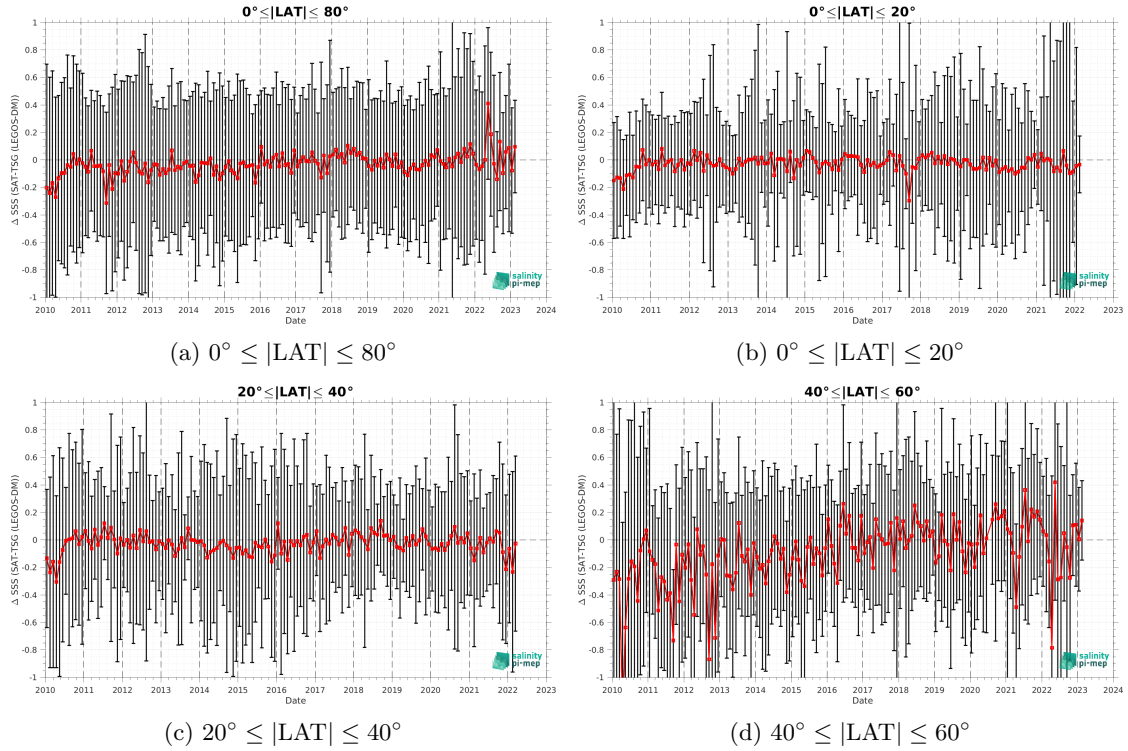 0°≤|LAT|≤ 80°
Δ SSS (SAT-TSG (LEGOS-DM))
1
0.8
0.6
0.4
0.2
0
-0.2
-0.4
-0.6
-0.8
-1
2010 2011 2012 2013 2014 2015 2016 2017 2018 2019 2020 2021 2022 2023 2024
Date
salinity
pi-mep
(a) 0° ≤ |LAT| ≤ 80°
0°≤|LAT|≤ 20°
Δ SSS (SAT-TSG (LEGOS-DM))
1
0.8
0.6
0.4
0.2
0
-0.2
-0.4
-0.6
-0.8
-1
2010 2011 2012 2013 2014 2015 2016 2017 2018 2019 2020 2021 2022 2023
Date
salinity
pi-mep
(b) 0° ≤ |LAT| ≤ 20°
20°≤|LAT|≤ 40°
Δ SSS (SAT-TSG (LEGOS-DM))
1
0.8
0.6
0.4
0.2
0
-0.2
-0.4
-0.6
-0.8
-1
2010 2011 2012 2013 2014 2015 2016 2017 2018 2019 2020 2021 2022 2023
Date
salinity
pi-mep
(c) 20° ≤ |LAT| ≤ 40°
40°≤|LAT|≤ 60°
Δ SSS (SAT-TSG (LEGOS-DM))
1
0.8
0.6
0.4
0.2
0
-0.2
-0.4
-0.6
-0.8
-1
2010 2011 2012 2013 2014 2015 2016 2017 2018 2019 2020 2021 2022 2023 2024
Date
salinity
pi-mep
(d) 40° ≤ |LAT| ≤ 60°